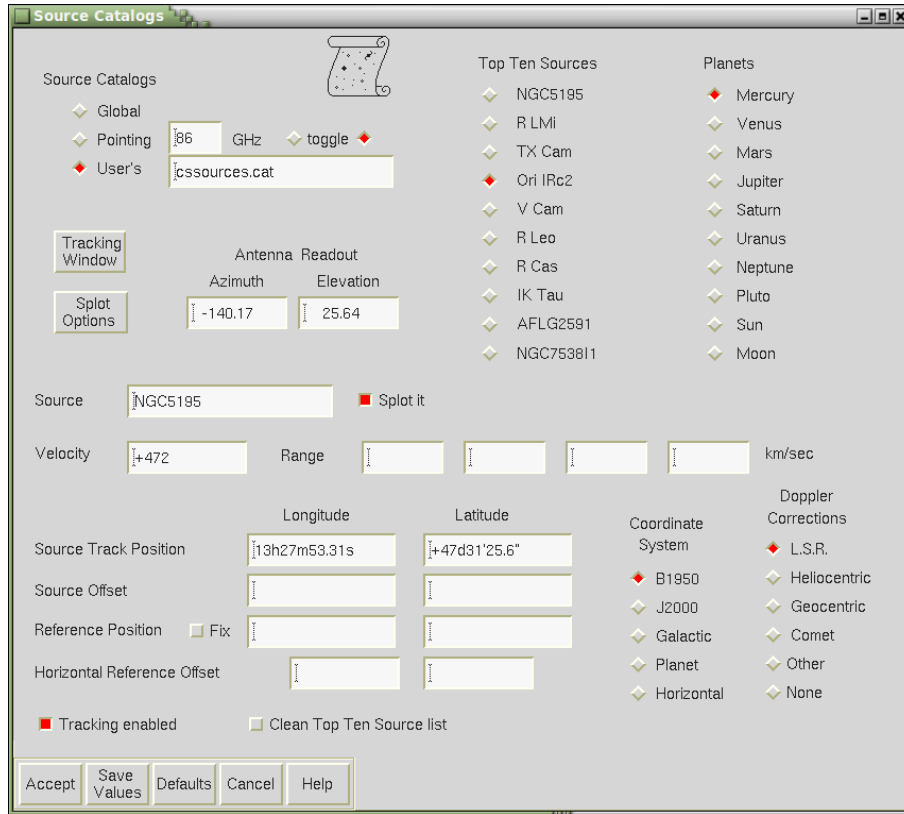 Source Catalogs
Source Catalogs
Global
Pointing 86 GHz toggle
User's cssources.cat
Tracking Window
Splot Options
Antenna Readout
Azimuth Elevation
-140.17 25.64
Top Ten Sources
NGC5195
R LMi
TX Cam
Ori IRc2
V Cam
R Leo
R Cas
IK Tau
AFLG2591
NGC7538I1
Planets
Mercury
Venus
Mars
Jupiter
Saturn
Uranus
Neptune
Pluto
Sun
Moon
Source NGC5195 Splot it
Velocity +472 Range km/sec
Longitude Latitude
Source Track Position 13h27m53.31s +47d31'25.6"
Source Offset
Reference Position Fix
Horizontal Reference Offset
Coordinate System
B1950
J2000
Galactic
Planet
Horizontal
Doppler Corrections
L.S.R.
Heliocentric
Geocentric
Comet
Other
None
Tracking enabled Clean Top Ten Source list
Accept Save Values Defaults Cancel Help